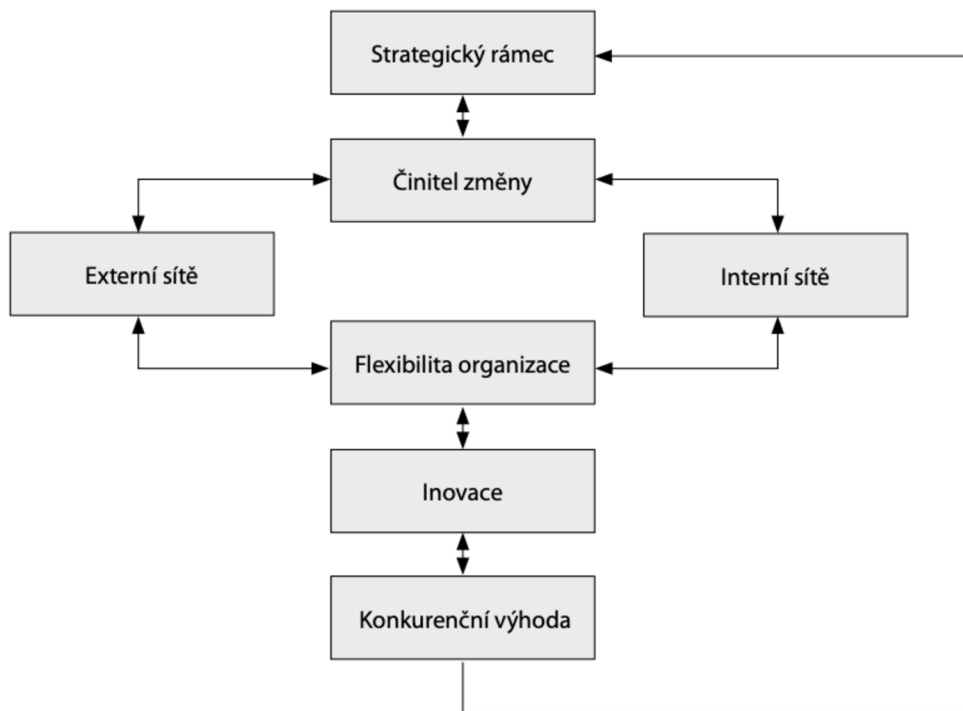 Strategický rámec
Činitel změny
Externí sítě
Interní sítě
Flexibilita organizace
Inovace
Konkurenční výhoda